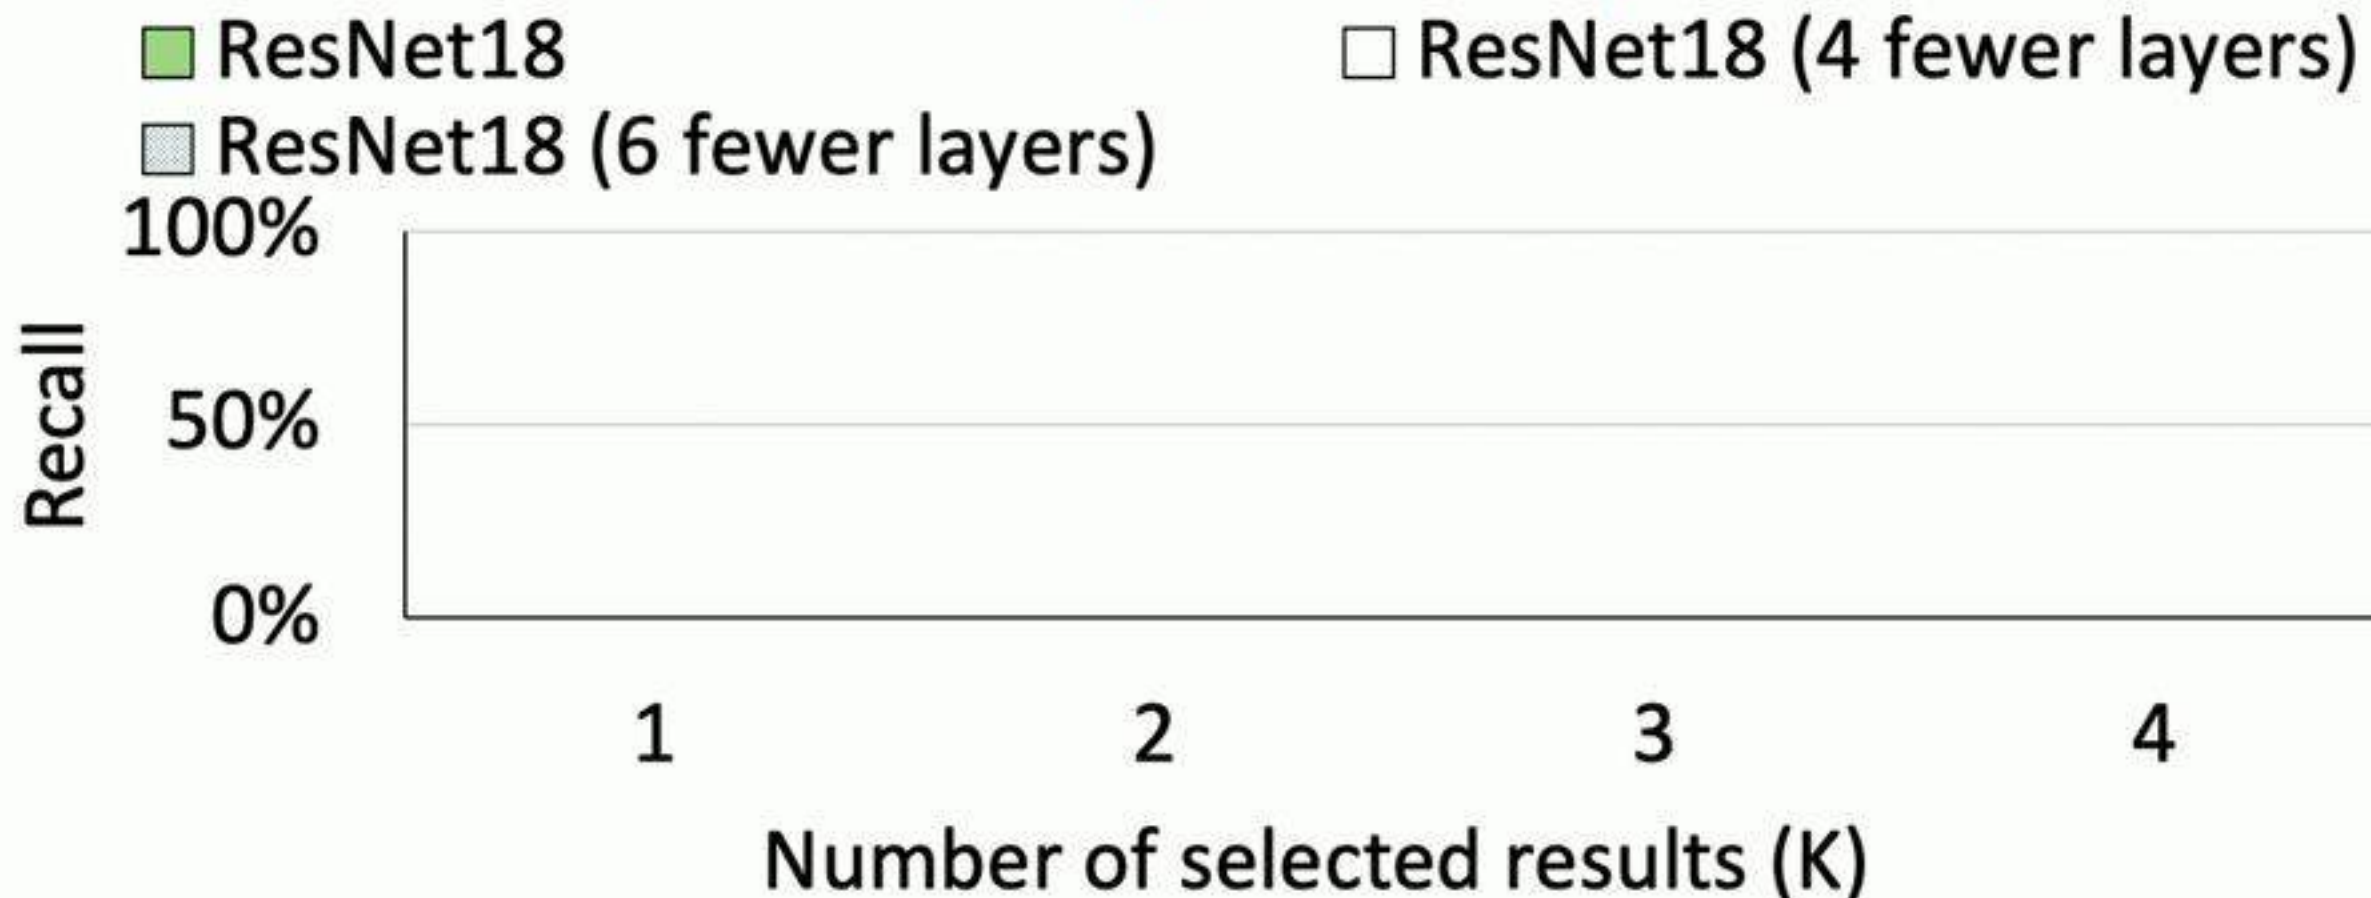 ResNet18
ResNet18 (4 fewer layers)
ResNet18 (6 fewer layers)
100%
50%
0%
Recall
1 2 3 4
Number of selected results (K)